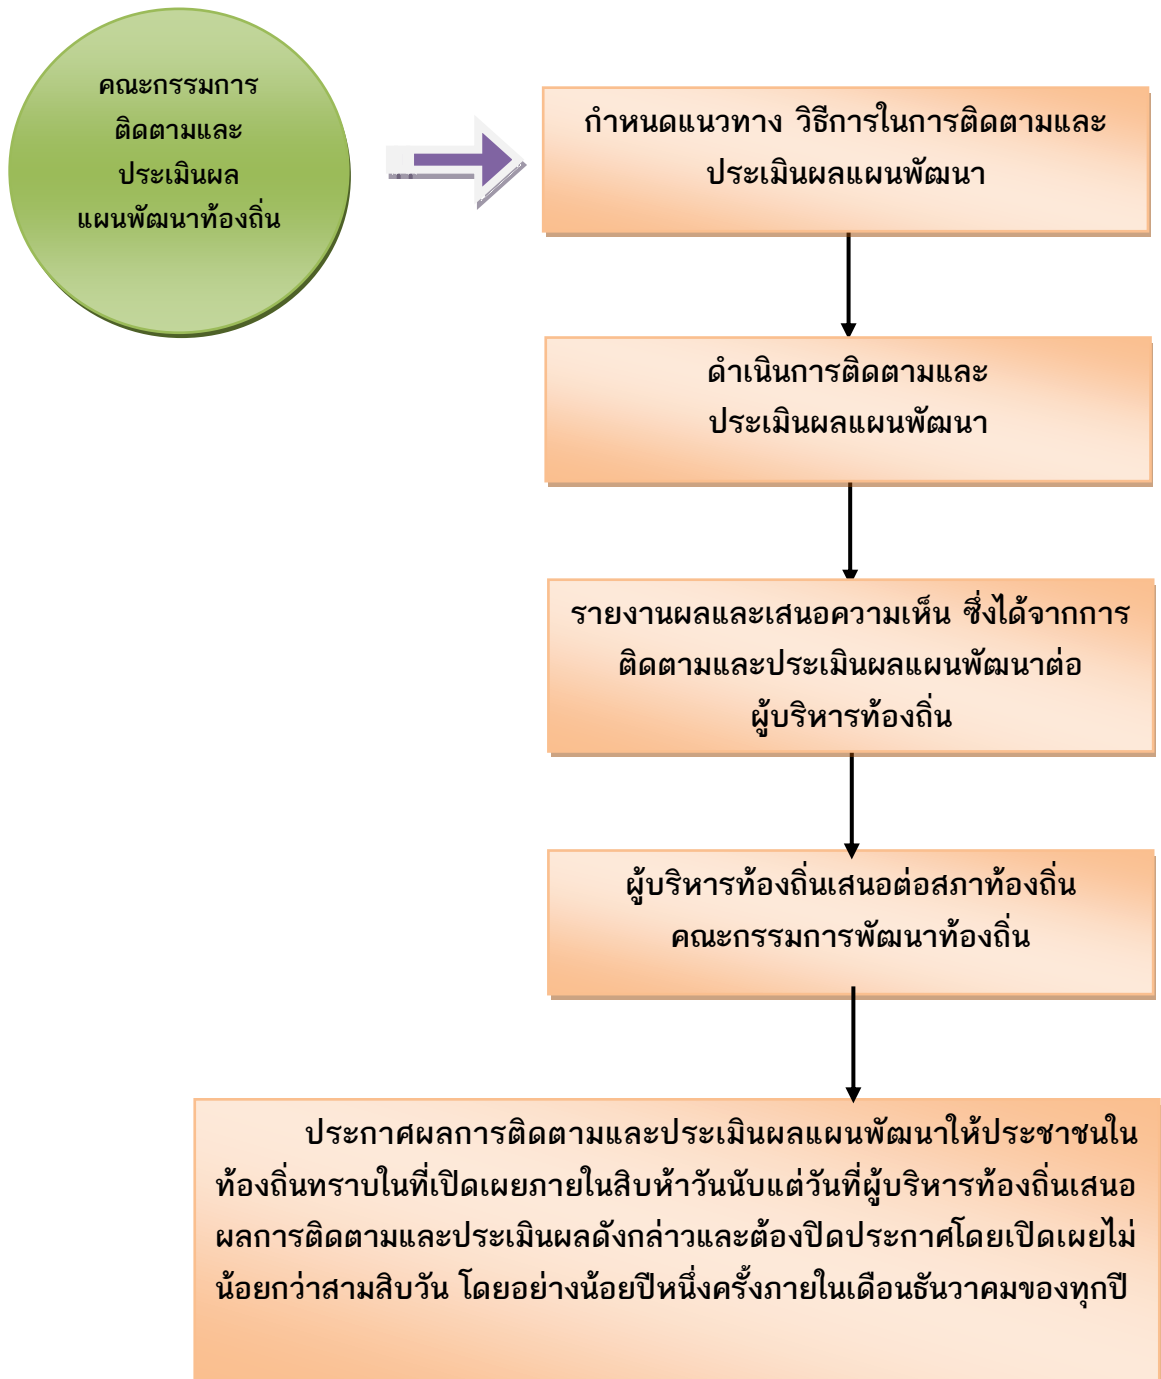 คณะกรรมการ
ติดตามและ
ประเมินผล
แผนพัฒนาท้องถิ่น
กำหนดแนวทาง วิธีการในการติดตามและ
ประเมินผลแผนพัฒนา
ดำเนินการติดตามและ
ประเมินผลแผนพัฒนา
รายงานผลและเสนอความเห็น ซึ่งได้จากการ
ติดตามและประเมินผลแผนพัฒนาต่อ
ผู้บริหารท้องถิ่น
ผู้บริหารท้องถิ่นเสนอต่อสภาท้องถิ่น
คณะกรรมการพัฒนาท้องถิ่น
ประกาศผลการติดตามและประเมินผลแผนพัฒนาให้ประชาชนใน
ท้องถิ่นทราบในที่เปิดเผยภายในสิบห้าวันนับแต่วันที่ผู้บริหารท้องถิ่นเสนอ
ผลการติดตามและประเมินผลดังกล่าวและต้องปิดประกาศโดยเปิดเผยไม่
น้อยกว่าสามสิบวัน โดยอย่างน้อยปีหนึ่งครั้งภายในเดือนธันวาคมของทุกปี